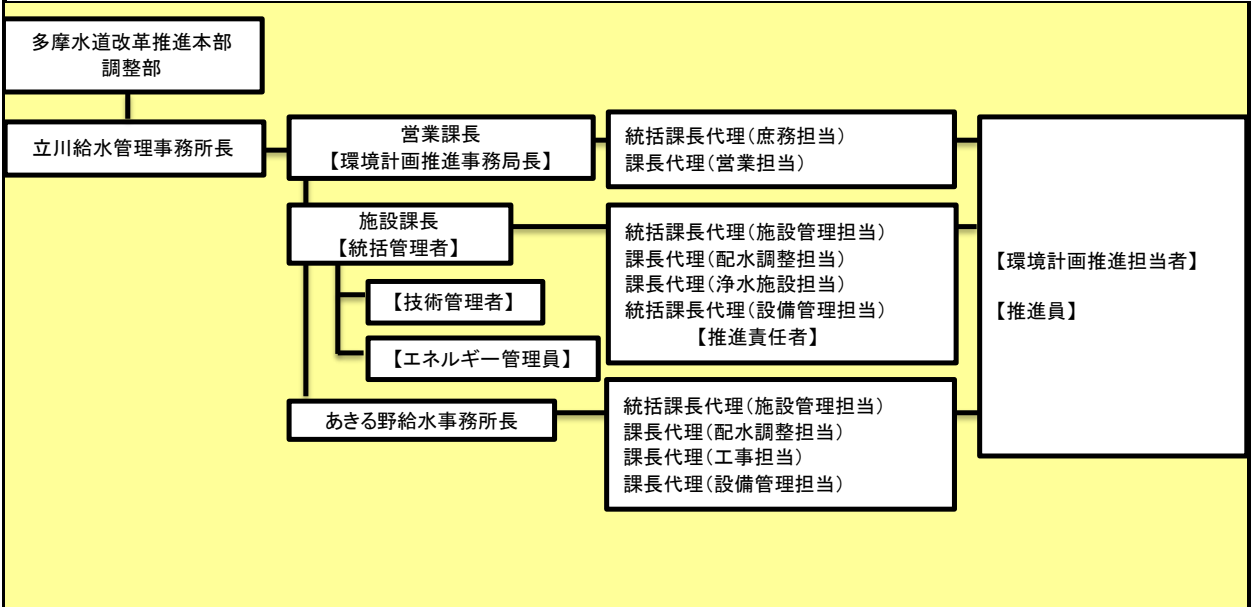 多摩水道改革推進本部
調整部
立川給水管理事務所長
営業課長
【環境計画推進事務局長】
統括課長代理(庶務担当)
課長代理(営業担当)
施設課長
【統括管理者】
【技術管理者】
【エネルギー管理員】
統括課長代理(施設管理担当)
課長代理(配水調整担当)
課長代理(浄水施設担当)
統括課長代理(設備管理担当)
【推進責任者】
あきる野給水事務所長
統括課長代理(施設管理担当)
課長代理(配水調整担当)
課長代理(工事担当)
課長代理(設備管理担当)
【環境計画推進担当者】
【推進員】